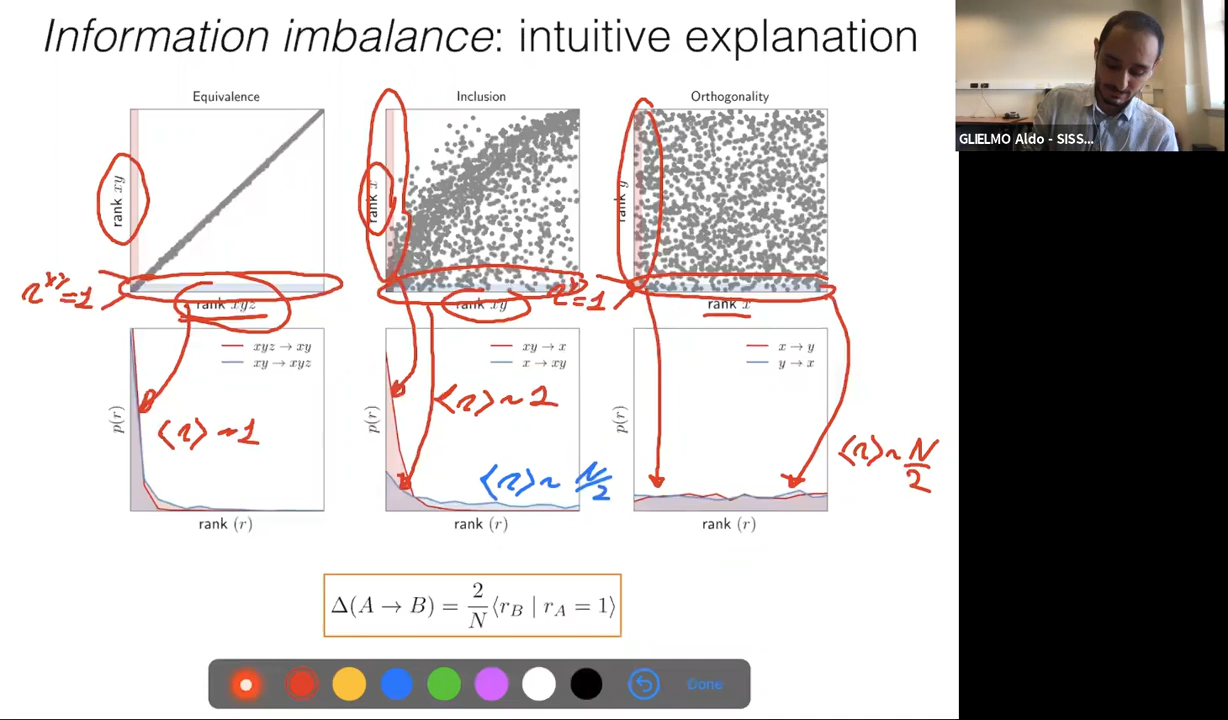 Information imbalance: intuitive explanation
GLIELMO Aldo - SISS...
Equivalence
Inclusion
Orthogonality
rank xy
rank x
rank y
r^{xy}=1
rank xyz
rank xy
=1
rank x
xyz → xy
xy → xyz
xy → x
x → xy
x → y
y → x
p(r)
p(r)
p(r)
⟨r⟩ ~ 1
⟨r⟩ ~ 1
⟨r⟩ ~ N/2
⟨r⟩ ~ N/2
rank (r)
rank (r)
rank (r)
Δ(A → B) = 2/N ⟨r_B | r_A = 1⟩
Done